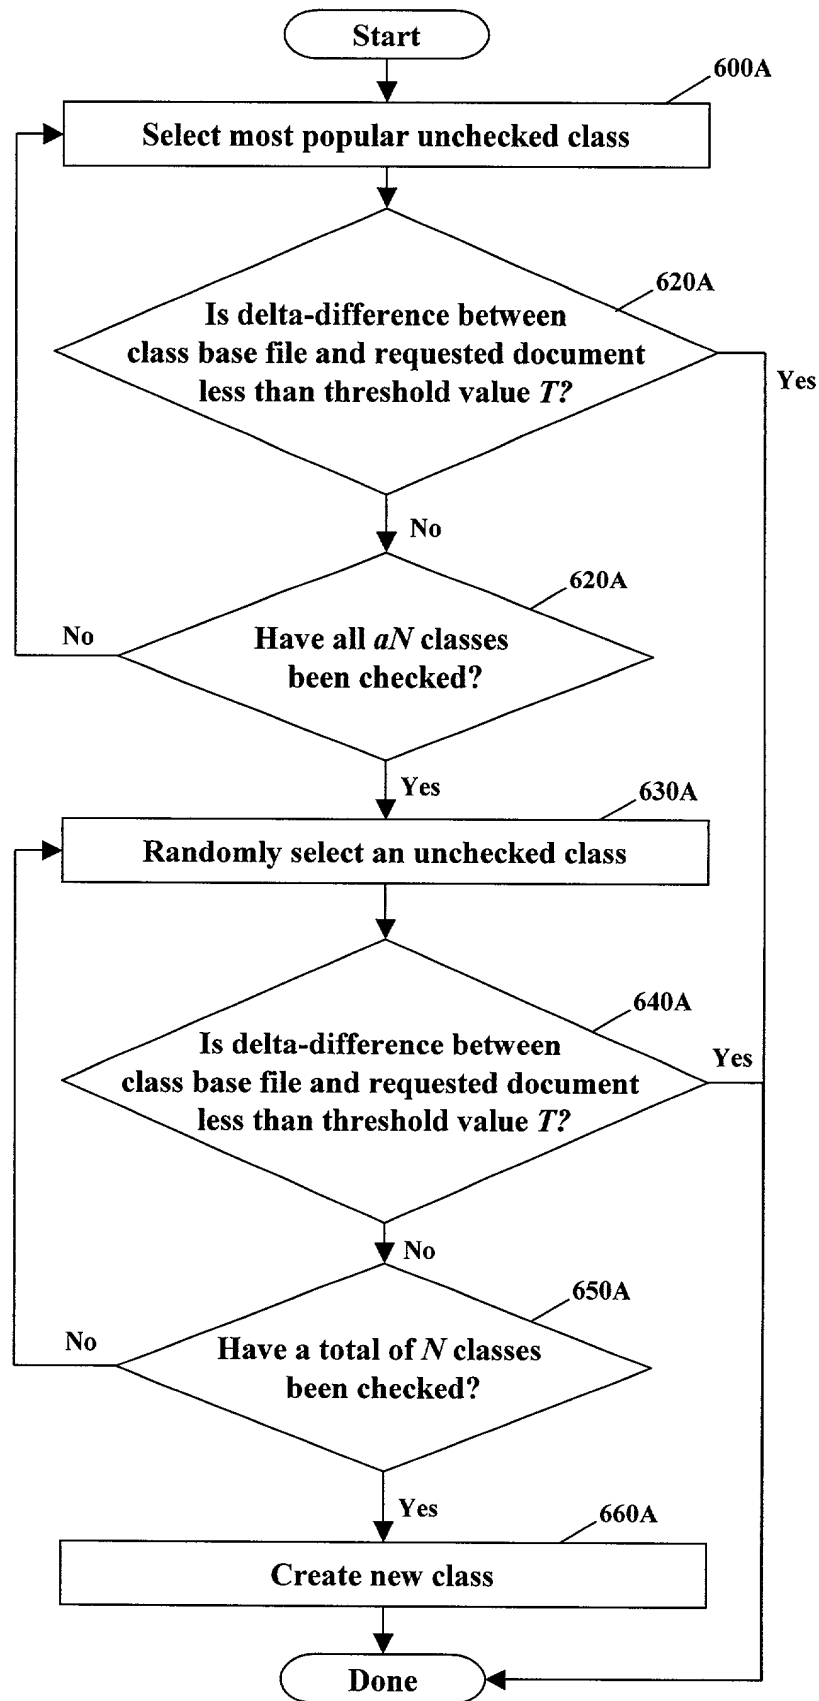 Start
600A
Select most popular unchecked class
620A
Is delta-difference between
class base file and requested document
less than threshold value T?
Yes
No
620A
Have all aN classes
been checked?
No
Yes
630A
Randomly select an unchecked class
640A
Is delta-difference between
class base file and requested document
less than threshold value T?
Yes
No
650A
Have a total of N classes
been checked?
No
Yes
660A
Create new class
Done